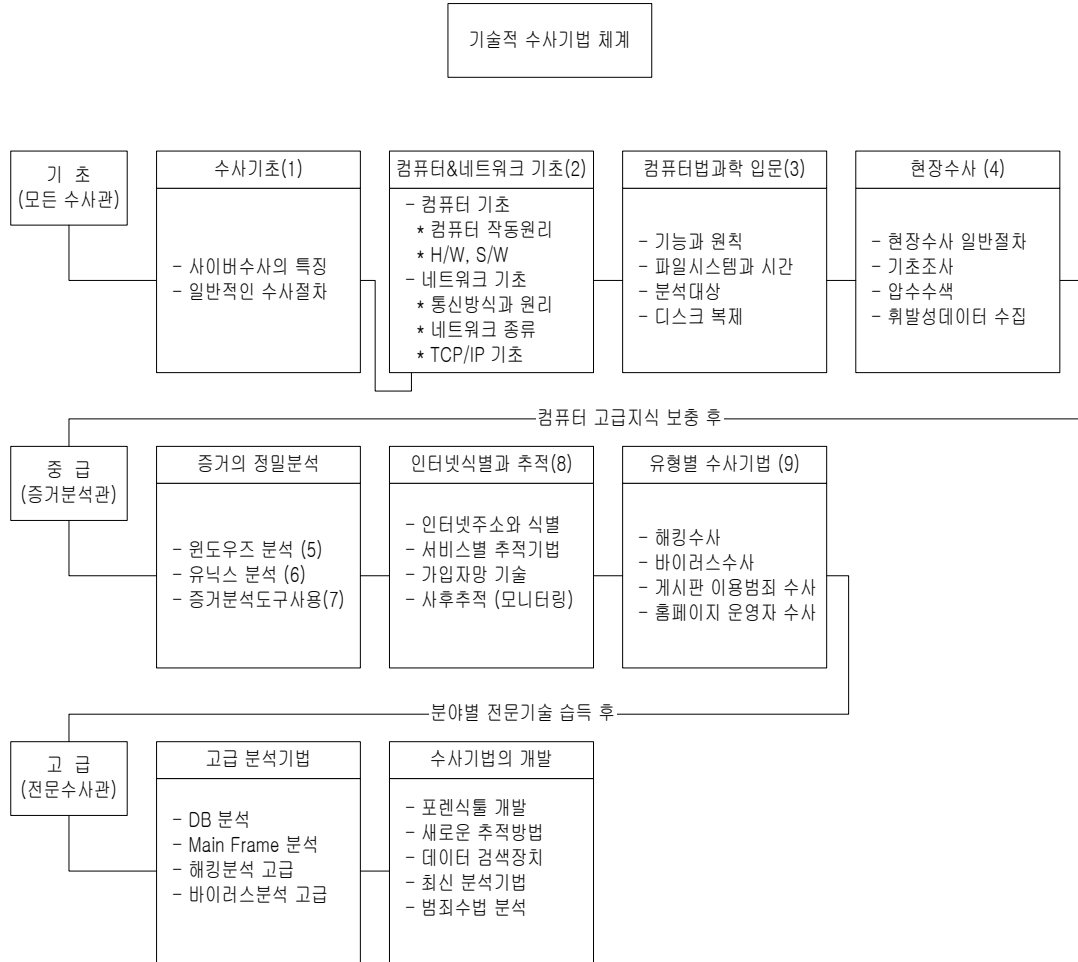 기술적 수사기법 체계
기 초
(모든 수사관)
수사기초(1)
- 사이버수사의 특징
- 일반적인 수사절차
컴퓨터&네트워크 기초(2)
- 컴퓨터 기초
* 컴퓨터 작동원리
* H/W, S/W
- 네트워크 기초
* 통신방식과 원리
* 네트워크 종류
* TCP/IP 기초
컴퓨터법과학 입문(3)
- 기능과 원칙
- 파일시스템과 시간
- 분석대상
- 디스크 복제
현장수사 (4)
- 현장수사 일반절차
- 기초조사
- 압수수색
- 휘발성데이터 수집
컴퓨터 고급지식 보충 후
중 급
(증거분석관)
증거의 정밀분석
- 윈도우즈 분석 (5)
- 유닉스 분석 (6)
- 증거분석도구사용(7)
인터넷식별과 추적(8)
- 인터넷주소와 식별
- 서비스별 추적기법
- 가입자망 기술
- 사후추적 (모니터링)
유형별 수사기법 (9)
- 해킹수사
- 바이러스수사
- 게시판 이용범죄 수사
- 홈페이지 운영자 수사
분야별 전문기술 습득 후
고 급
(전문수사관)
고급 분석기법
- DB 분석
- Main Frame 분석
- 해킹분석 고급
- 바이러스분석 고급
수사기법의 개발
- 포렌식툴 개발
- 새로운 추적방법
- 데이터 검색장치
- 최신 분석기법
- 범죄수법 분석